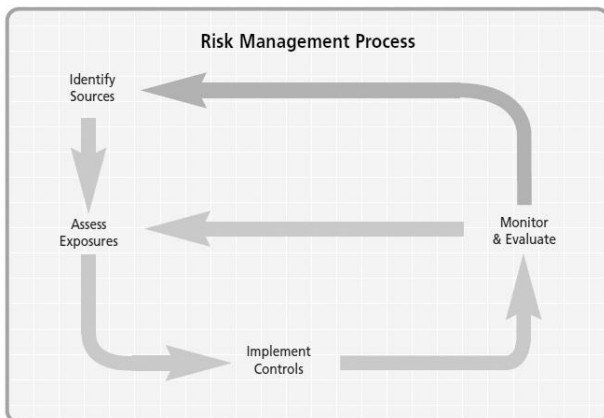 Risk Management Process
Identify
Sources
Assess
Exposures
Monitor
& Evaluate
Implement
Controls